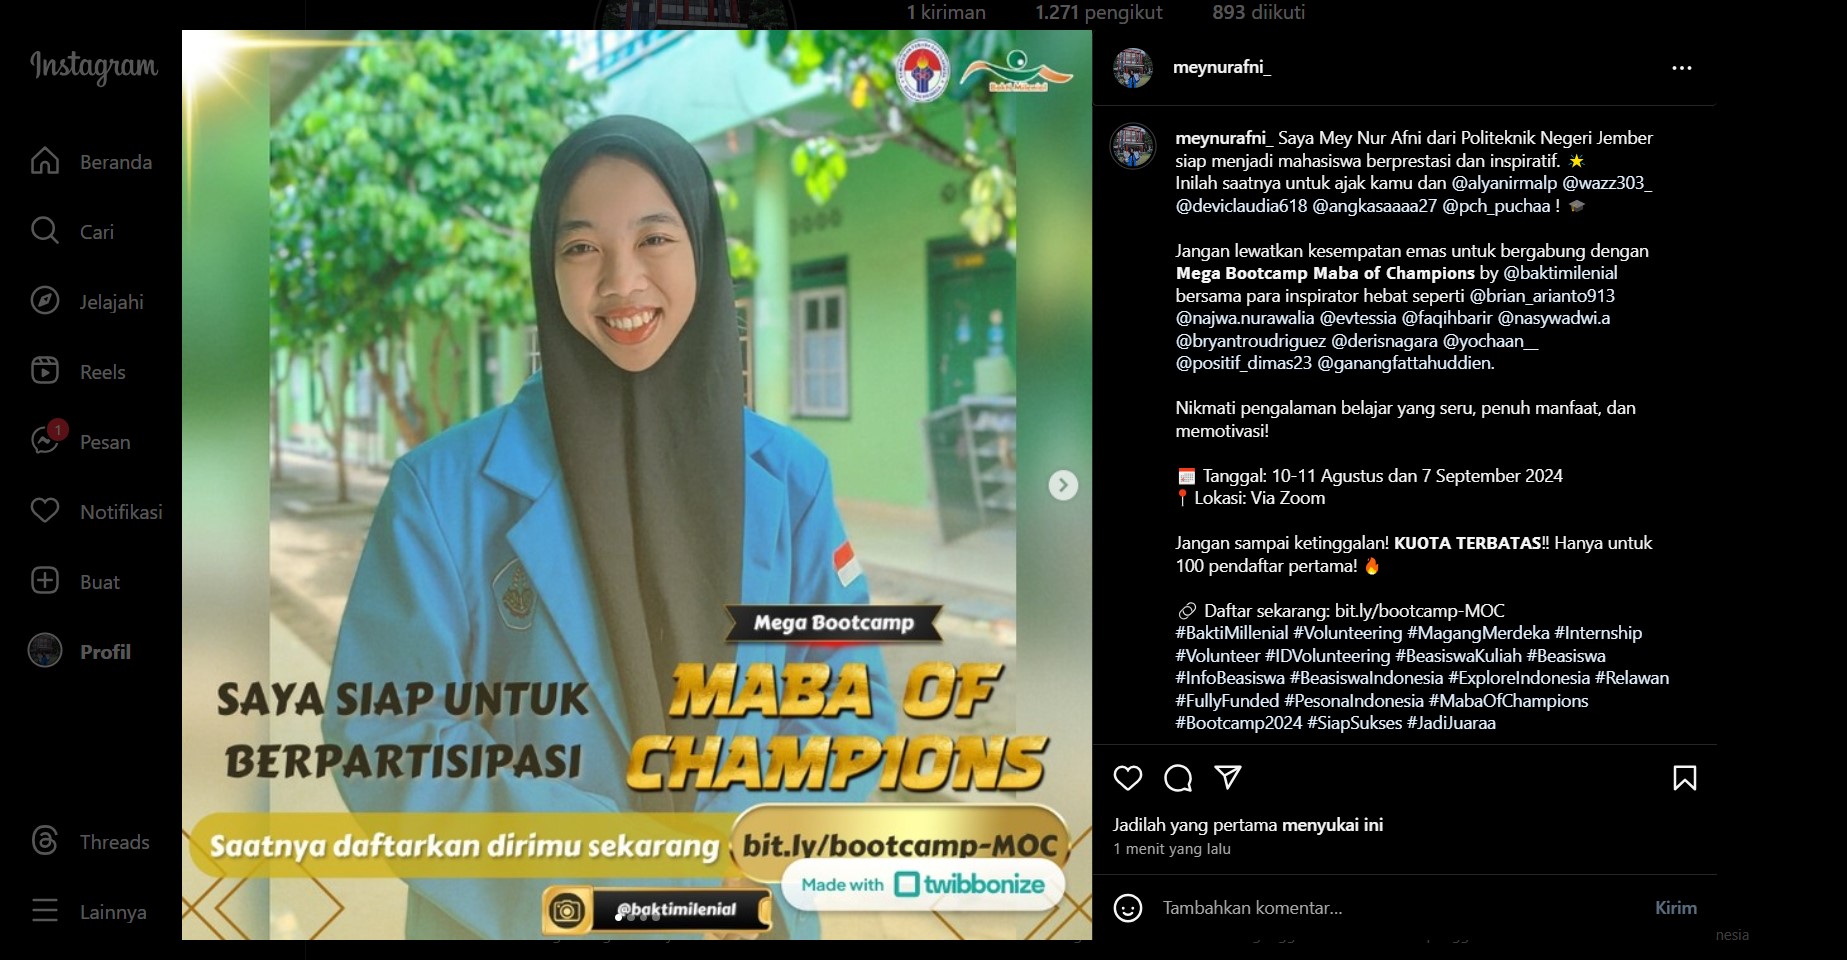 1 kiriman 1.271 pengikut 893 diikuti
Instagram
Beranda
Cari
Jelajahi
Reels
1
Pesan
Notifikasi
Buat
Profil
Threads
Lainnya
Bakti Milenial
Mega Bootcamp
SAYA SIAP UNTUK
BERPARTISIPASI
MABA OF
CHAMPIONS
Saatnya daftarkan dirimu sekarang
bit.ly/bootcamp-MOC
Made with twibbonize
@baktimilenial
meynurafni_
meynurafni_ Saya Mey Nur Afni dari Politeknik Negeri Jember
siap menjadi mahasiswa berprestasi dan inspiratif. 🌟
Inilah saatnya untuk ajak kamu dan @alyanirmalp @wazz303_
@deviclaudia618 @angkasaaaa27 @pch_puchaa ! 🎓
Jangan lewatkan kesempatan emas untuk bergabung dengan
Mega Bootcamp Maba of Champions by @baktimilenial
bersama para inspirator hebat seperti @brian_arianto913
@najwa.nurawalia @evtessia @faqihbarir @nasywadwi.a
@bryantroudriguez @derisnagara @yochaan__
@positif_dimas23 @ganangfattahuddien.
Nikmati pengalaman belajar yang seru, penuh manfaat, dan
memotivasi!
📅 Tanggal: 10-11 Agustus dan 7 September 2024
📍 Lokasi: Via Zoom
Jangan sampai ketinggalan! KUOTA TERBATAS!! Hanya untuk
100 pendaftar pertama! 🔥
🔗 Daftar sekarang: bit.ly/bootcamp-MOC
#BaktiMillenial #Volunteering #MagangMerdeka #Internship
#Volunteer #IDVolunteering #BeasiswaKuliah #Beasiswa
#InfoBeasiswa #BeasiswaIndonesia #ExploreIndonesia #Relawan
#FullyFunded #PesonaIndonesia #MabaOfChampions
#Bootcamp2024 #SiapSukses #JadiJuaraa
Jadilah yang pertama menyukai ini
1 menit yang lalu
Tambahkan komentar...
Kirim
nesia